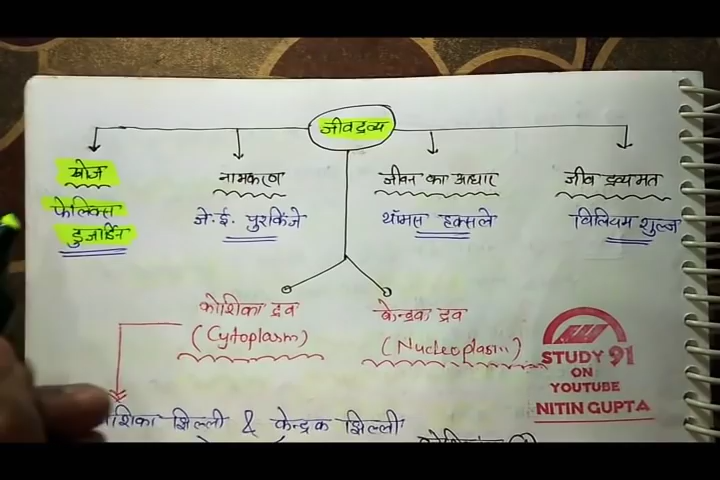 जीवद्रव्य
खोज
फेलिक्स
डुजार्डिन
नामकरण
जे.ई. पुरकिंजे
जीवन का आधार
थॉमस हक्सले
जीव द्रव्यमत
विलियम शुल्ज
कोशिका द्रव
(Cytoplasm)
केन्द्रक द्रव
(Nucleoplasm)
STUDY 91
ON
YOUTUBE
NITIN GUPTA
झिल्ली & केन्द्रक झिल्ली